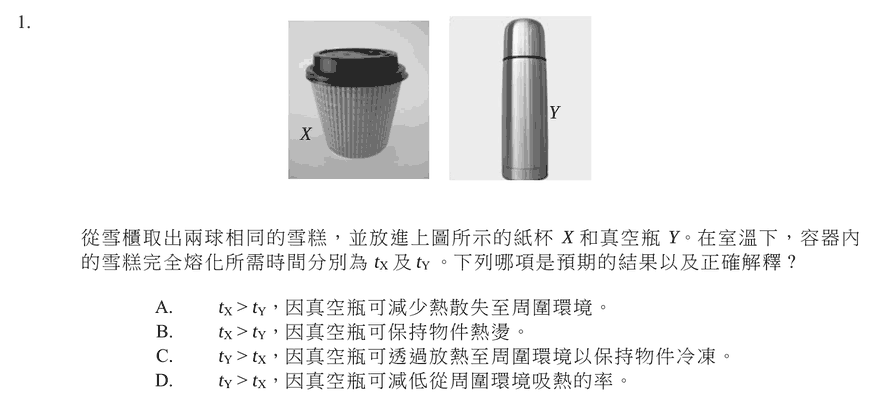 1.
X
Y
從雪櫃取出兩球相同的雪糕，並放進上圖所示的紙杯 X 和真空瓶 Y。在室溫下，容器內
的雪糕完全熔化所需時間分別為 tX 及 tY 。下列哪項是預期的結果以及正確解釋？
A. tX > tY，因真空瓶可減少熱散失至周圍環境。
B. tX > tY，因真空瓶可保持物件熱燙。
C. tY > tX，因真空瓶可透過放熱至周圍環境以保持物件冷凍。
D. tY > tX，因真空瓶可減低從周圍環境吸熱的率。